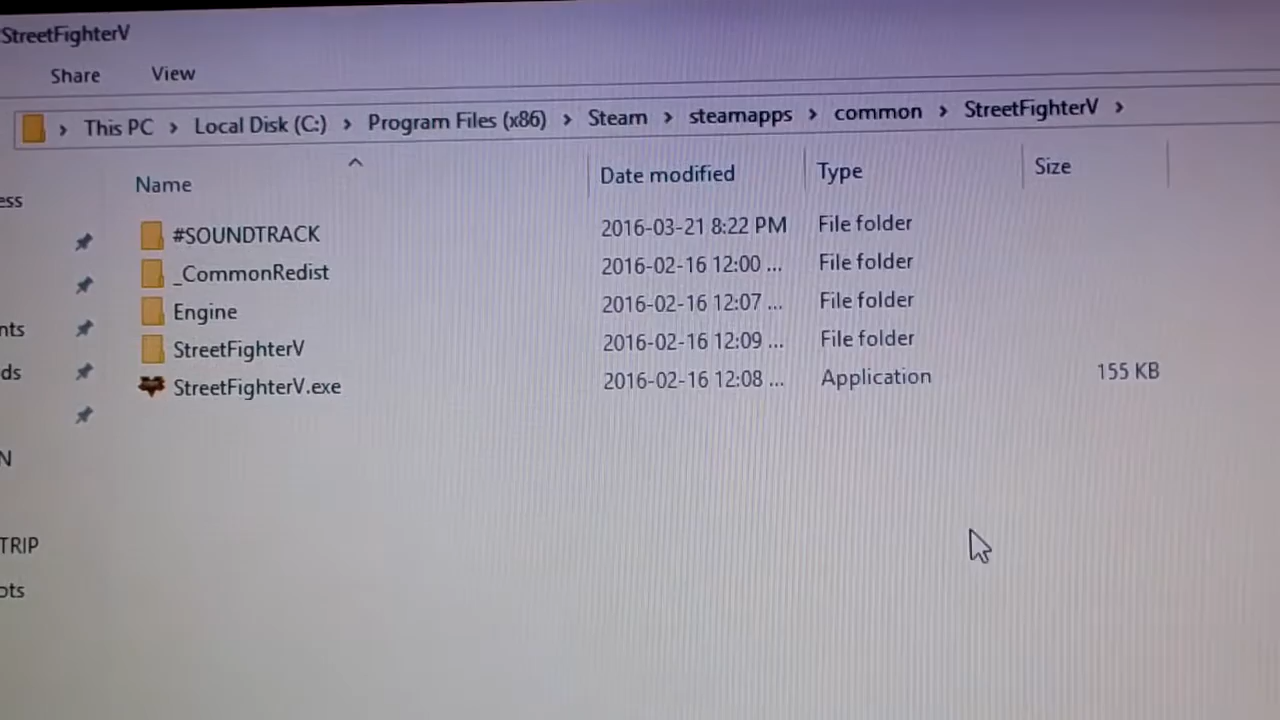 StreetFighterV
Share View
This PC > Local Disk (C:) > Program Files (x86) > Steam > steamapps > common > StreetFighterV >
Name Date modified Type Size
ess
#SOUNDTRACK 2016-03-21 8:22 PM File folder
_CommonRedist 2016-02-16 12:00 ... File folder
Engine 2016-02-16 12:07 ... File folder
nts
StreetFighterV 2016-02-16 12:09 ... File folder
ds
StreetFighterV.exe 2016-02-16 12:08 ... Application 155 KB
N
TRIP
ots